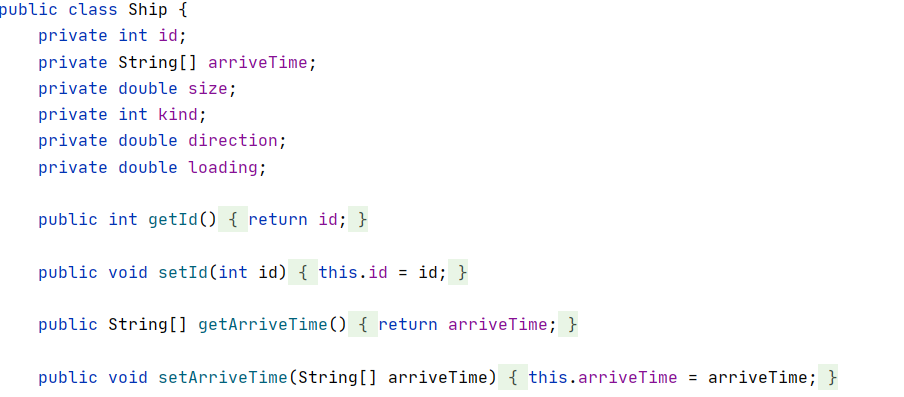 public class Ship {
private int id;
private String[] arriveTime;
private double size;
private int kind;
private double direction;
private double loading;
public int getId() { return id; }
public void setId(int id) { this.id = id; }
public String[] getArriveTime() { return arriveTime; }
public void setArriveTime(String[] arriveTime) { this.arriveTime = arriveTime; }